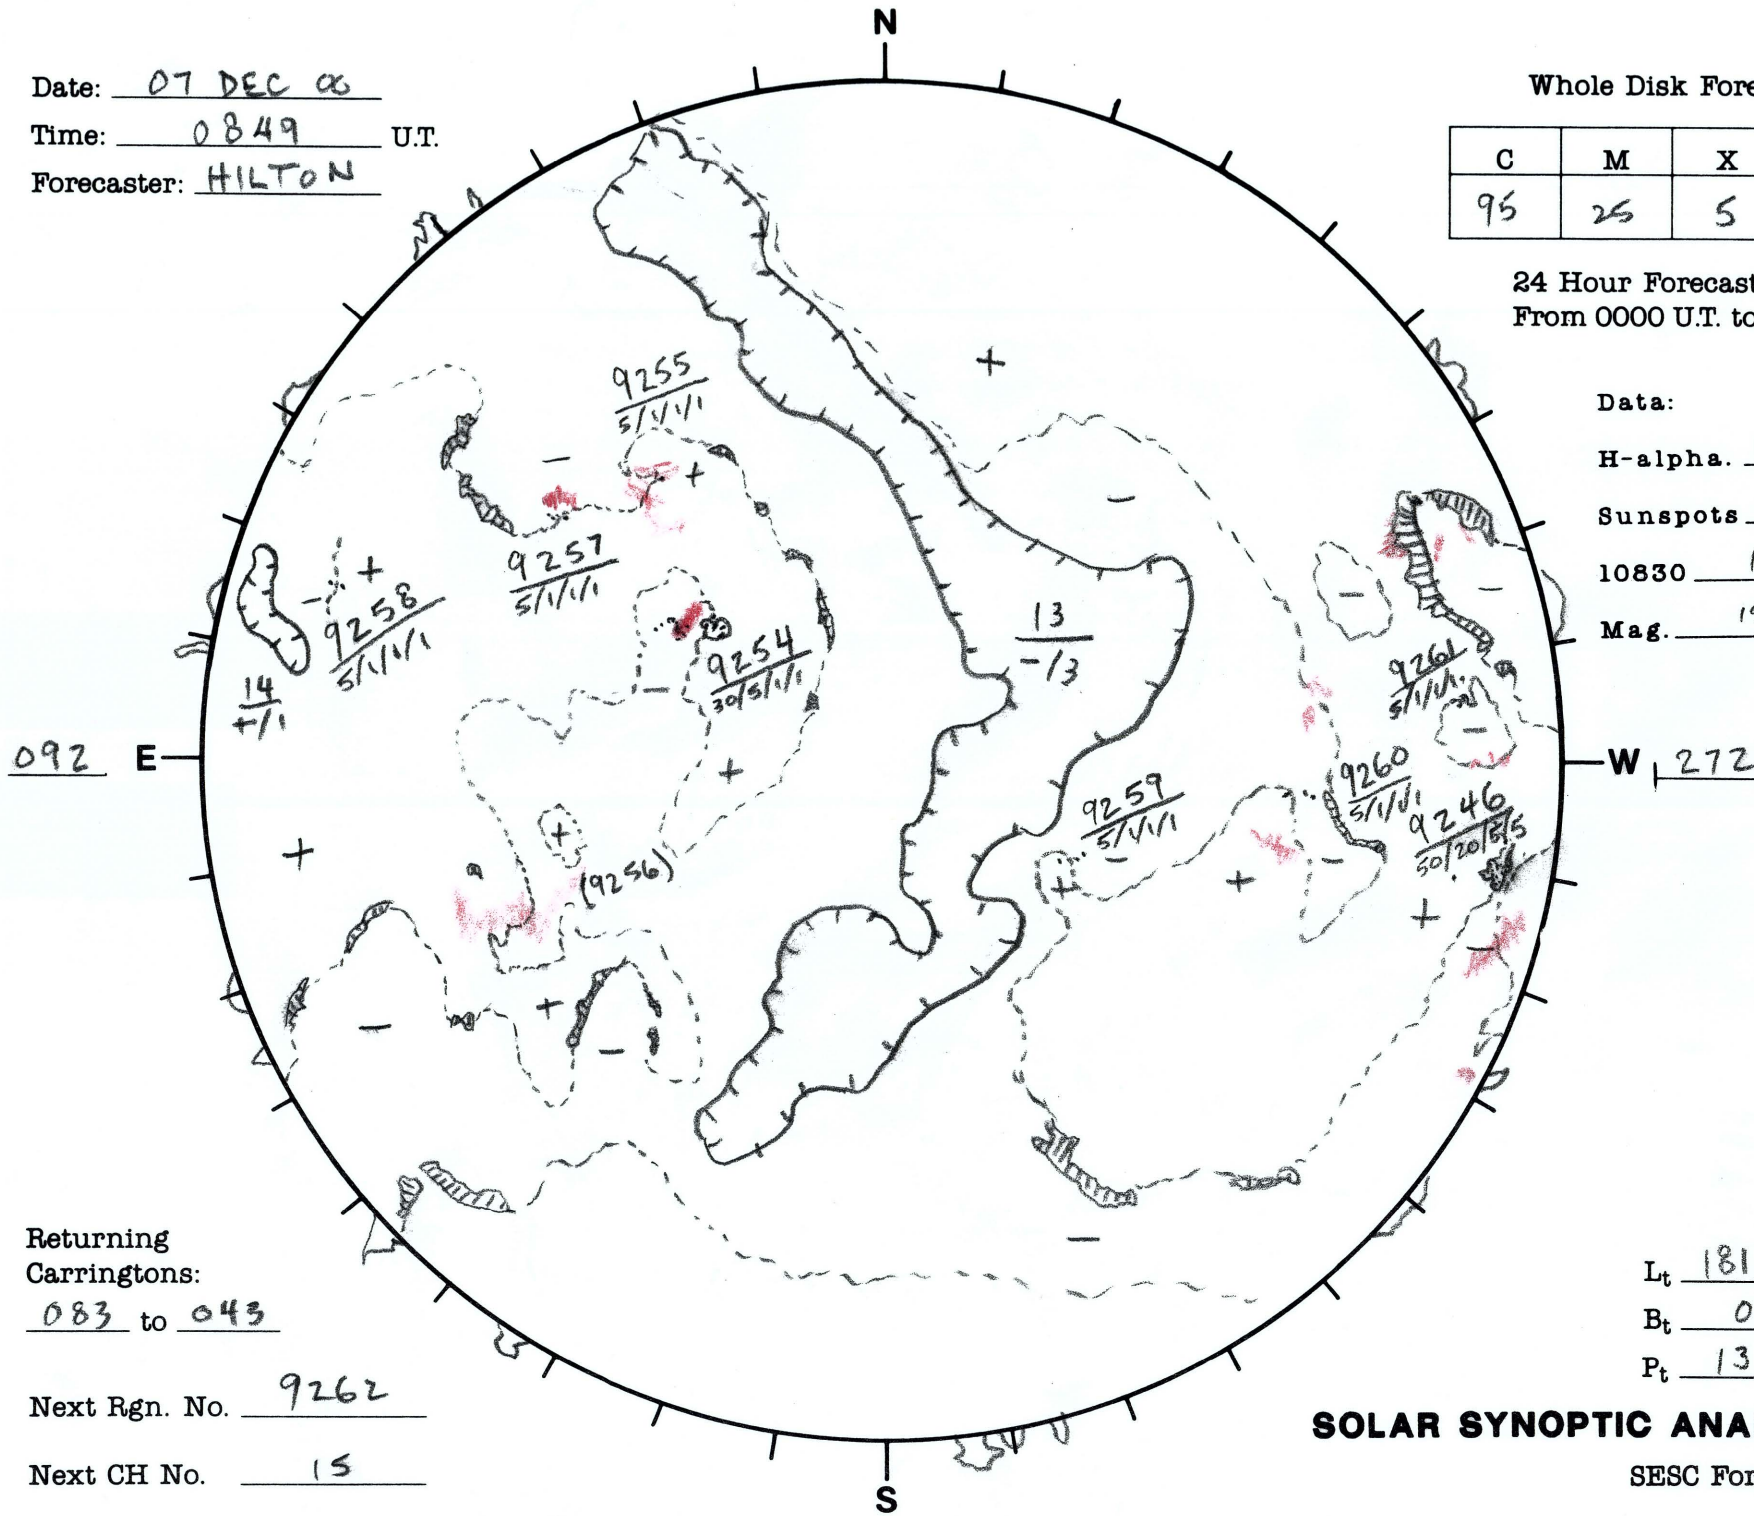 N
Date: 07 DEC 00
Time: 0849 U.T.
Forecaster: HILTON
Whole Disk Fore
C M X
95 25 5
24 Hour Forecast
From 0000 U.T. to
Data:
H-alpha.
Sunspots
10830
Mag.
9255
5/1/1/1
+
-
+
-
9257
5/1/1/1
+
-
9258
5/1/1/1
14
+/1
9254
30/5/1/1
13
-/3
-
-
9261
5/1/1/1
-
-
092 E
W 272
+
9260
5/1/1/1
9259
5/1/1/1
9246
50/20/5/5
+
+
(9256)
+
-
+
-
+
-
+
-
-
-
-
Returning
Carringtons:
083 to 043
Lt 181
Bt 0
Pt 13
Next Rgn. No. 9262
Next CH No. 15
SOLAR SYNOPTIC ANA
SESC For
S